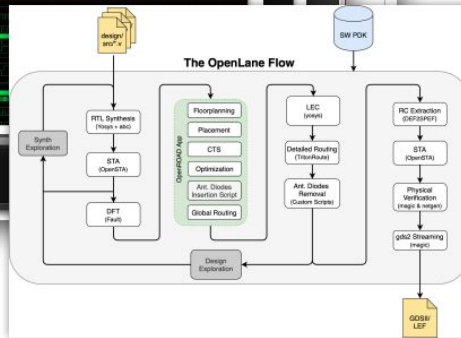 design/
src/*.v
SW PDK
The OpenLane Flow
Synth
Exploration
RTL Synthesis
(Yosys + abc)
STA
(OpenSTA)
DFT
(Fault)
OpenROAD App
Floorplanning
Placement
CTS
Optimization
Ant. Diodes
Insertion Script
Global Routing
LEC
(yosys)
Detailed Routing
(TritonRoute)
Ant. Diodes
Removal
(Custom Scripts)
Design
Exploration
RC Extraction
(DEF2SPEF)
STA
(OpenSTA)
Physical
Verification
(magic & netgen)
gds2 Streaming
(magic)
GDSII/
LEF